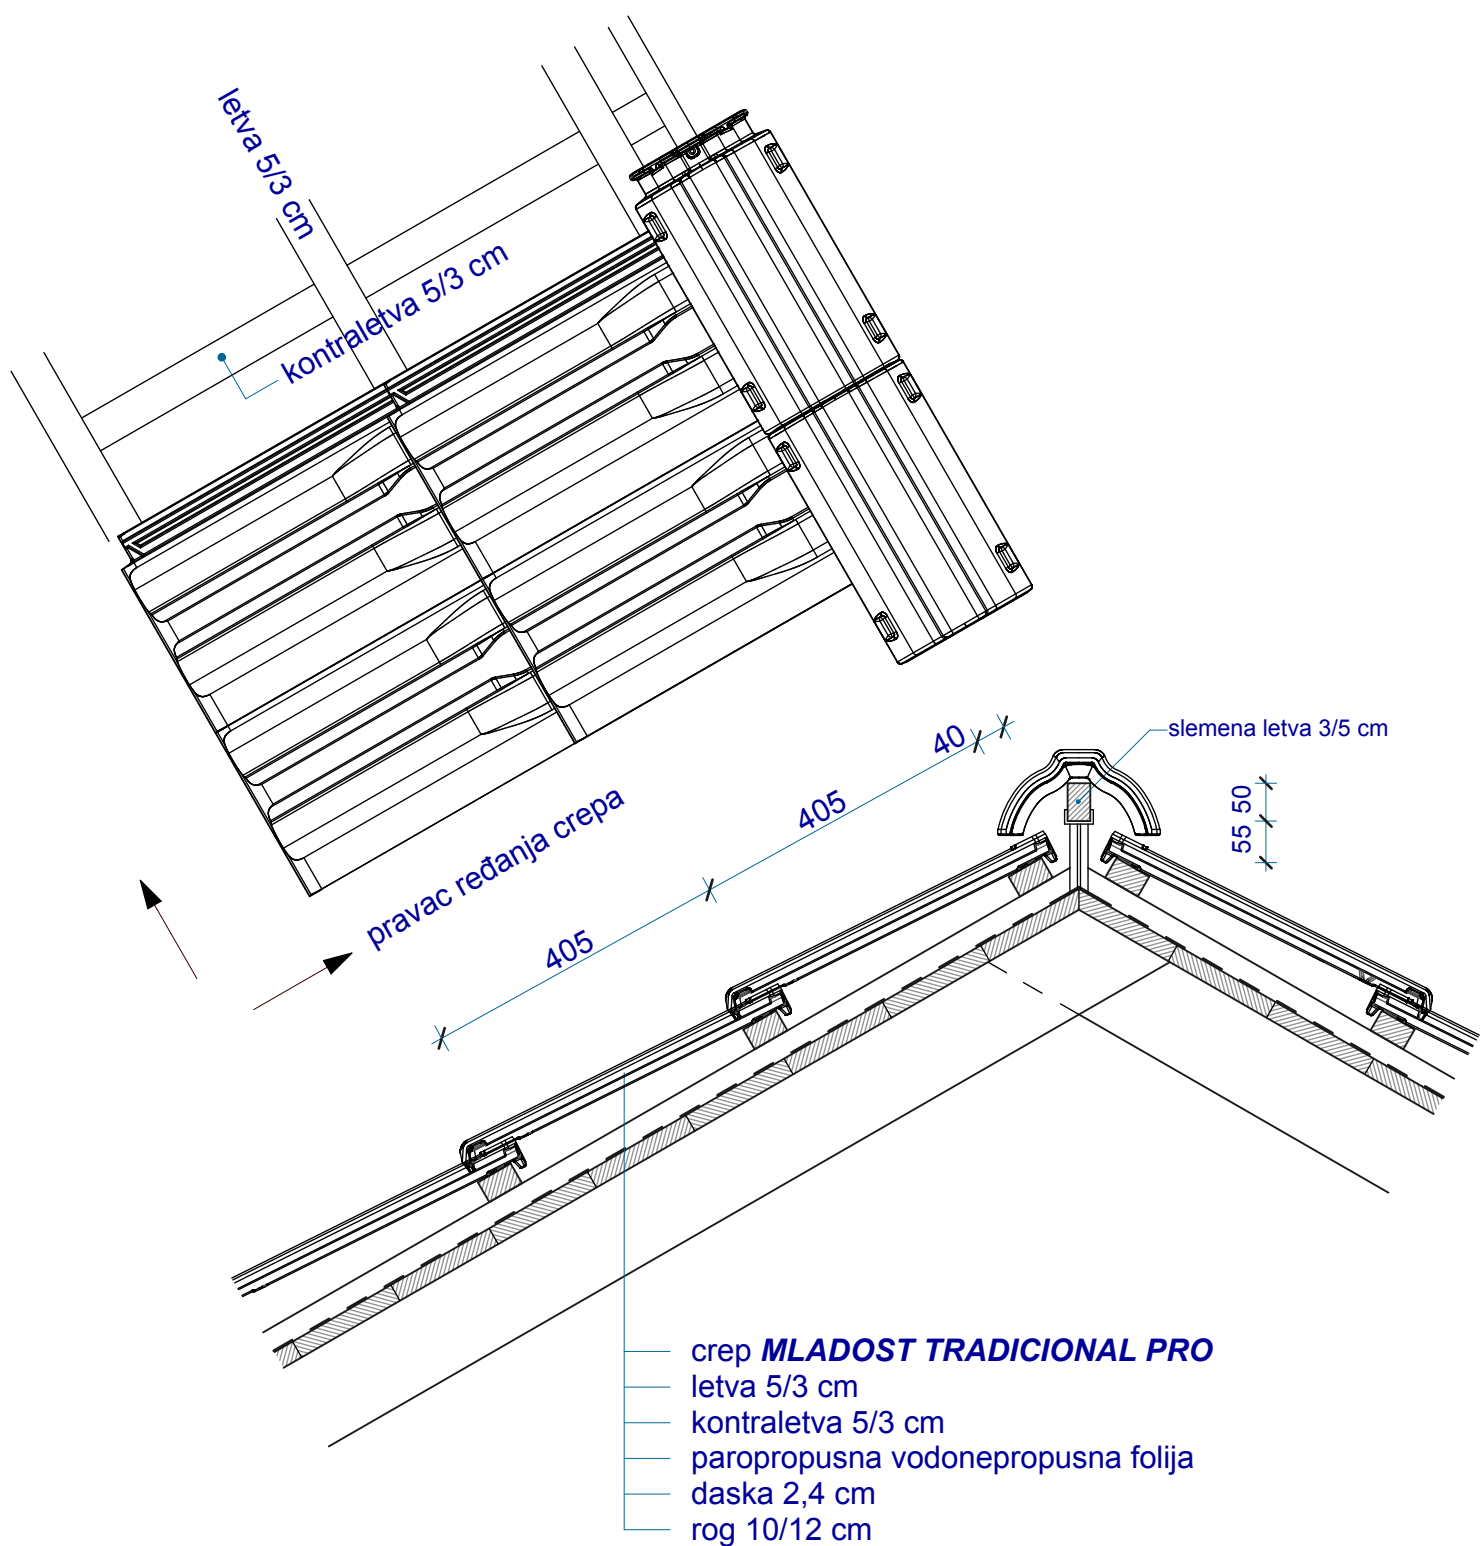 letva 5/3 cm
kontraletva 5/3 cm
40
slemena letva 3/5 cm
405
50
55
pravac ređanja crepa
405
crep MLADOST TRADICIONAL PRO
letva 5/3 cm
kontraletva 5/3 cm
paropropusna vodonepropusna folija
daska 2,4 cm
rog 10/12 cm